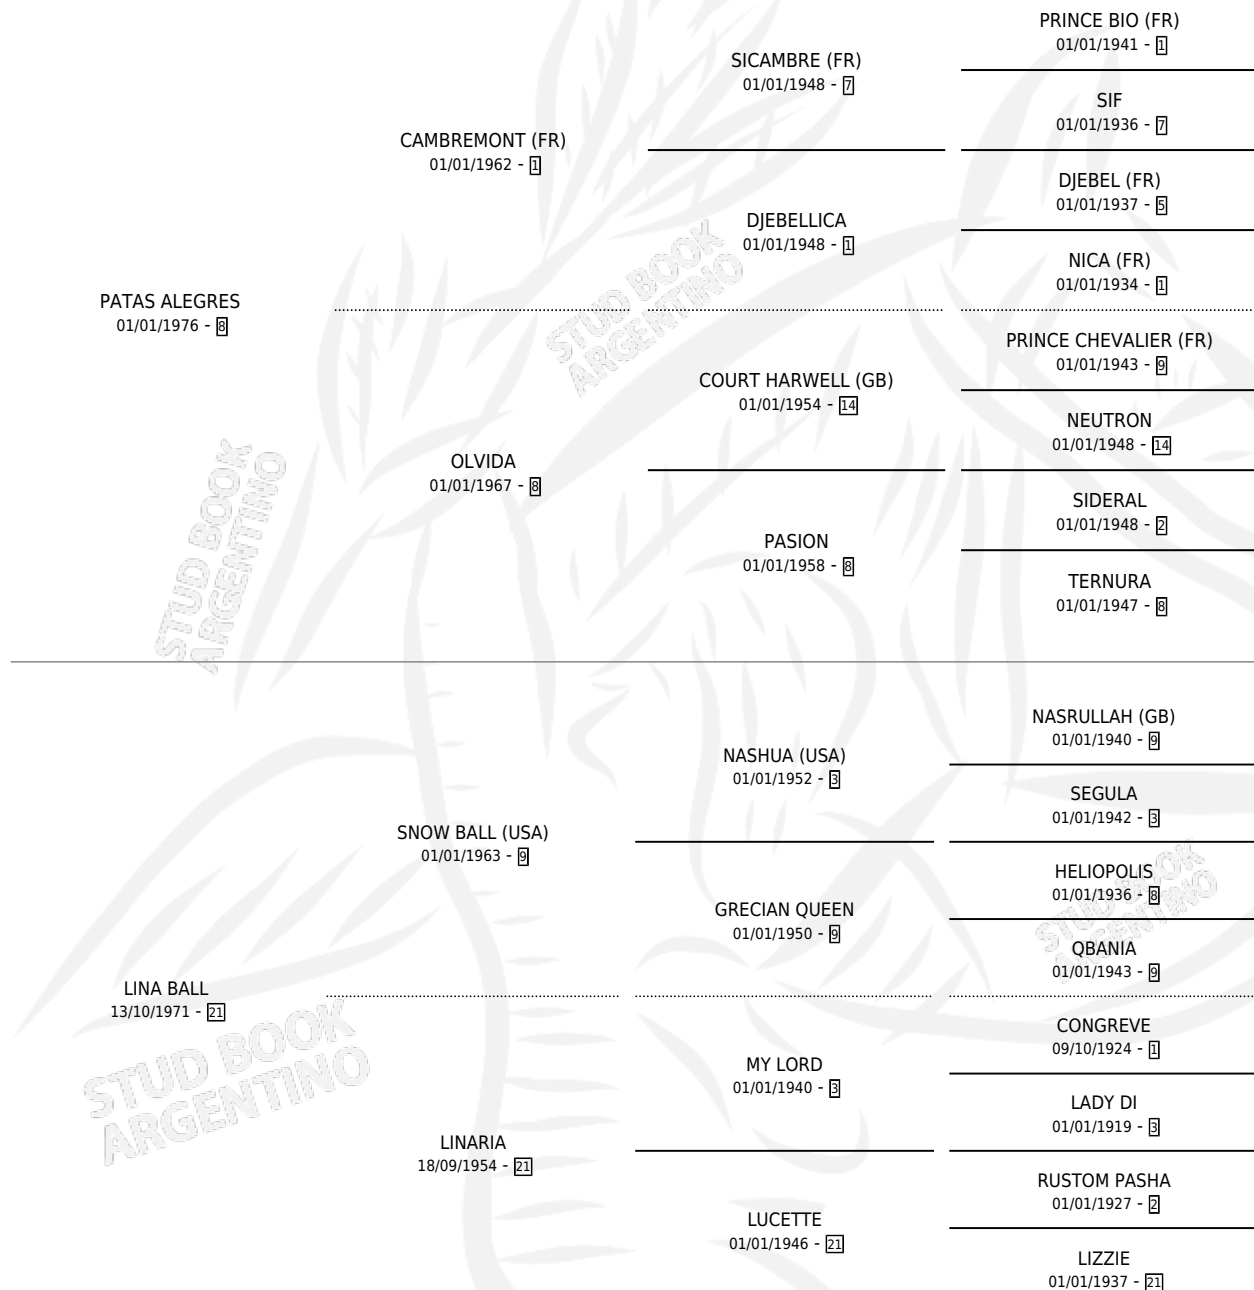 PRINCE BIO (FR)
01/01/1941 - 1
SICAMBRE (FR)
01/01/1948 - 7
SIF
01/01/1936 - 7
CAMBREMONT (FR)
01/01/1962 - 1
DJEBEL (FR)
01/01/1937 - 5
DJEBELLICA
01/01/1948 - 1
NICA (FR)
01/01/1934 - 1
PATAS ALEGRES
01/01/1976 - 8
PRINCE CHEVALIER (FR)
01/01/1943 - 9
COURT HARWELL (GB)
01/01/1954 - 14
NEUTRON
01/01/1948 - 14
OLVIDA
01/01/1967 - 8
SIDERAL
01/01/1948 - 2
PASION
01/01/1958 - 8
TERNURA
01/01/1947 - 8
STUD BOOK
ARGENTINO
STUD BOOK
ARGENTINO
NASRULLAH (GB)
01/01/1940 - 9
NASHUA (USA)
01/01/1952 - 3
SEGULA
01/01/1942 - 3
SNOW BALL (USA)
01/01/1963 - 9
HELIOPOLIS
01/01/1936 - 8
GRECIAN QUEEN
01/01/1950 - 9
QBANIA
01/01/1943 - 9
STUD BOOK
ARGENTINO
LINA BALL
13/10/1971 - 21
CONGREVE
09/10/1924 - 1
MY LORD
01/01/1940 - 3
LADY DI
01/01/1919 - 3
LINARIA
18/09/1954 - 21
RUSTOM PASHA
01/01/1927 - 2
LUCETTE
01/01/1946 - 21
LIZZIE
01/01/1937 - 21
STUD BOOK
ARGENTINO